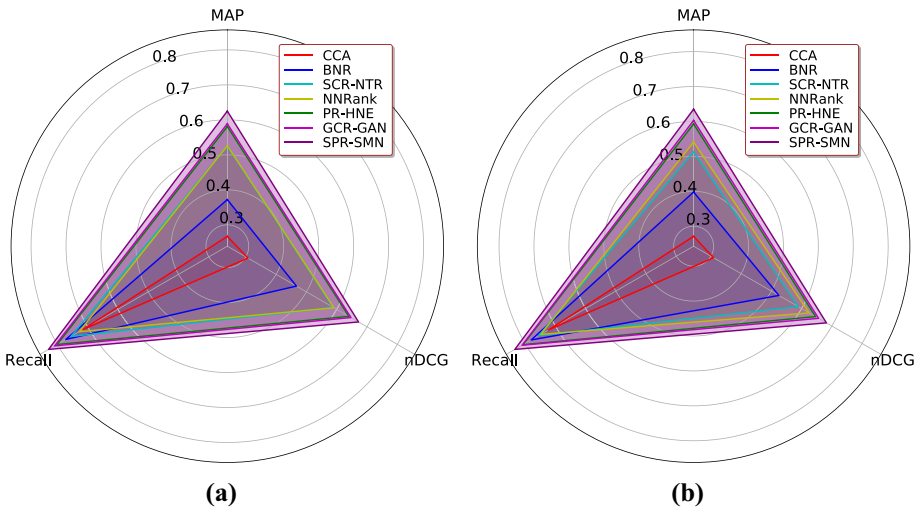 (a)
MAP
0.8
0.7
0.6
0.5
0.4
0.3
Recall
nDCG
CCA
BNR
SCR-NTR
NNRank
PR-HNE
GCR-GAN
SPR-SMN
(b)
MAP
0.8
0.7
0.6
0.5
0.4
0.3
Recall
nDCG
CCA
BNR
SCR-NTR
NNRank
PR-HNE
GCR-GAN
SPR-SMN